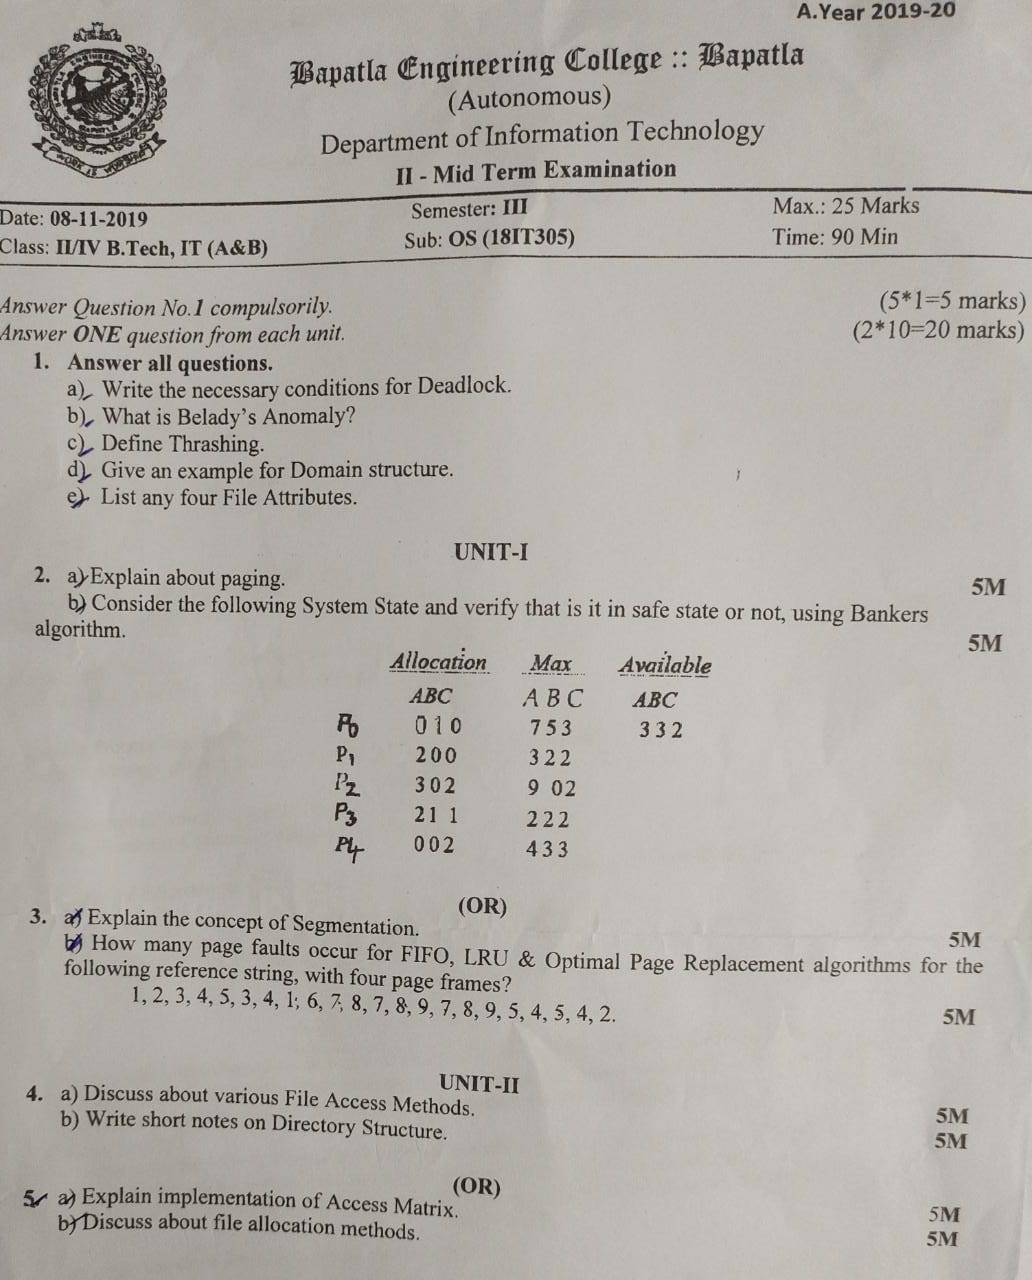 A.Year 2019-20
Bapatla Engineering College :: Bapatla
(Autonomous)
Department of Information Technology
II - Mid Term Examination
Date: 08-11-2019 Semester: III Max.: 25 Marks
Class: II/IV B.Tech, IT (A&B) Sub: OS (18IT305) Time: 90 Min
WORK IS WORSHIP
Answer Question No.1 compulsorily. (5*1=5 marks)
Answer ONE question from each unit. (2*10=20 marks)
1. Answer all questions.
a) Write the necessary conditions for Deadlock.
b) What is Belady's Anomaly?
c) Define Thrashing.
d) Give an example for Domain structure.
e) List any four File Attributes.
UNIT-I
2. a) Explain about paging. 5M
b) Consider the following System State and verify that is it in safe state or not, using Bankers
algorithm. 5M
Allocation Max Available
ABC A B C ABC
P0 0 1 0 7 5 3 3 3 2
P1 2 0 0 3 2 2
P2 3 0 2 9 02
P3 21 1 2 2 2
P4 0 0 2 4 3 3
(OR)
3. a) Explain the concept of Segmentation. 5M
b) How many page faults occur for FIFO, LRU & Optimal Page Replacement algorithms for the
following reference string, with four page frames?
1, 2, 3, 4, 5, 3, 4, 1, 6, 7, 8, 7, 8, 9, 7, 8, 9, 5, 4, 5, 4, 2. 5M
UNIT-II
4. a) Discuss about various File Access Methods. 5M
b) Write short notes on Directory Structure. 5M
(OR)
5. a) Explain implementation of Access Matrix. 5M
b) Discuss about file allocation methods. 5M